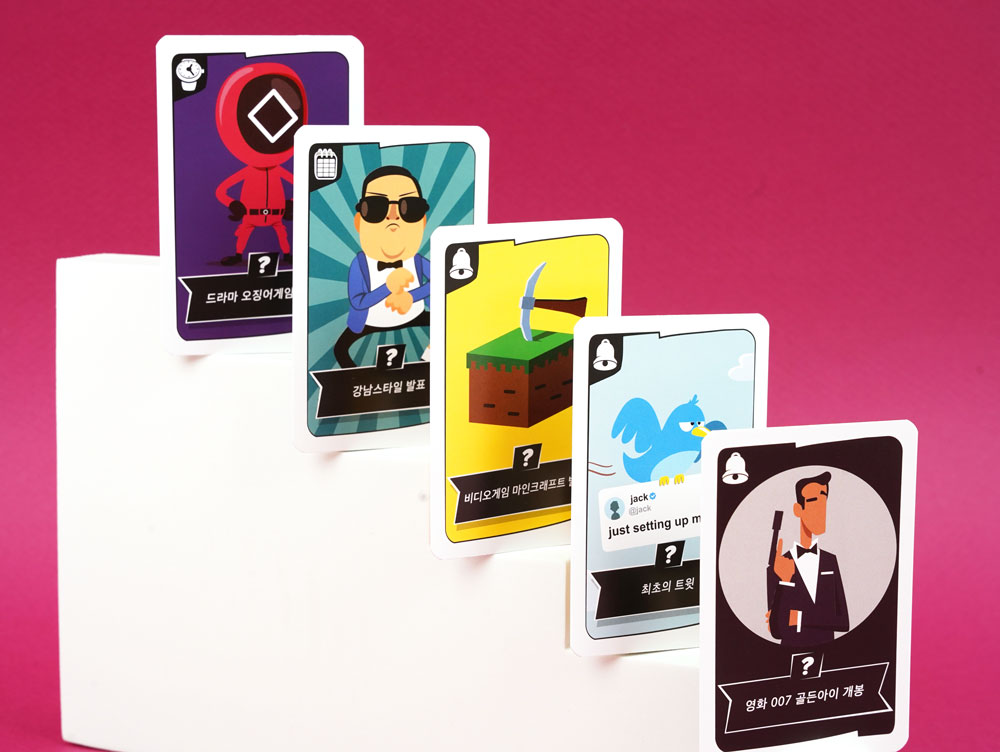 ?
드라마 오징어게임
?
강남스타일 발표
?
비디오게임 마인크래프트
jack
@jack
just setting up
?
최초의 트윗
?
영화 007 골든아이 개봉